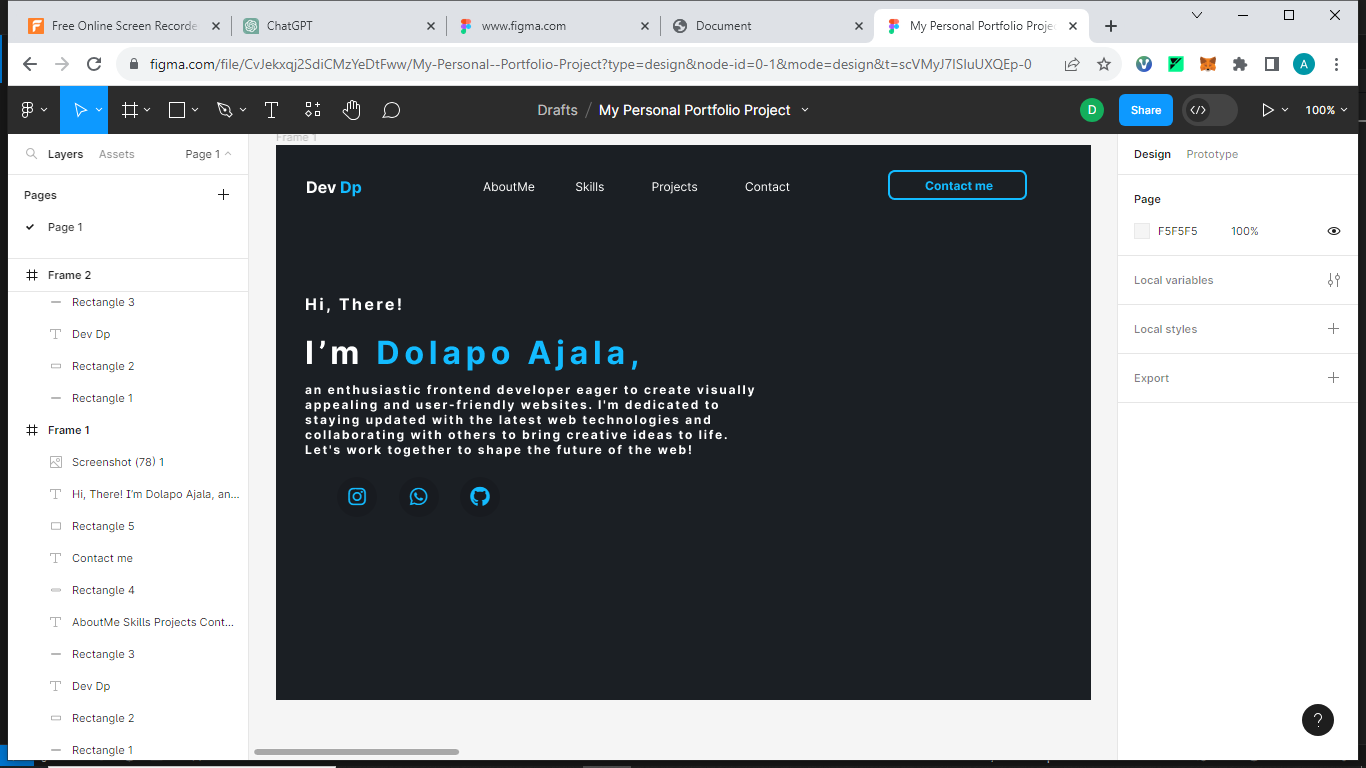 Free Online Screen Recorde
ChatGPT
www.figma.com
Document
My Personal Portfolio Proje
figma.com/file/CvJekxqj2SdiCMzYeDtFww/My-Personal--Portfolio-Project?type=design&node-id=0-1&mode=design&t=scVMyJ7ISIuUXQEp-0
A
Drafts / My Personal Portfolio Project
D
Share
100%
Layers
Assets
Page 1
Pages
Page 1
Frame 2
Rectangle 3
Dev Dp
Rectangle 2
Rectangle 1
Frame 1
Screenshot (78) 1
Hi, There! I'm Dolapo Ajala, an...
Rectangle 5
Contact me
Rectangle 4
AboutMe Skills Projects Cont...
Rectangle 3
Dev Dp
Rectangle 2
Rectangle 1
Frame 1
Dev Dp
AboutMe
Skills
Projects
Contact
Contact me
Hi, There!
I’m Dolapo Ajala,
an enthusiastic frontend developer eager to create visually
appealing and user-friendly websites. I'm dedicated to
staying updated with the latest web technologies and
collaborating with others to bring creative ideas to life.
Let's work together to shape the future of the web!
Design
Prototype
Page
F5F5F5
100%
Local variables
Local styles
Export
?